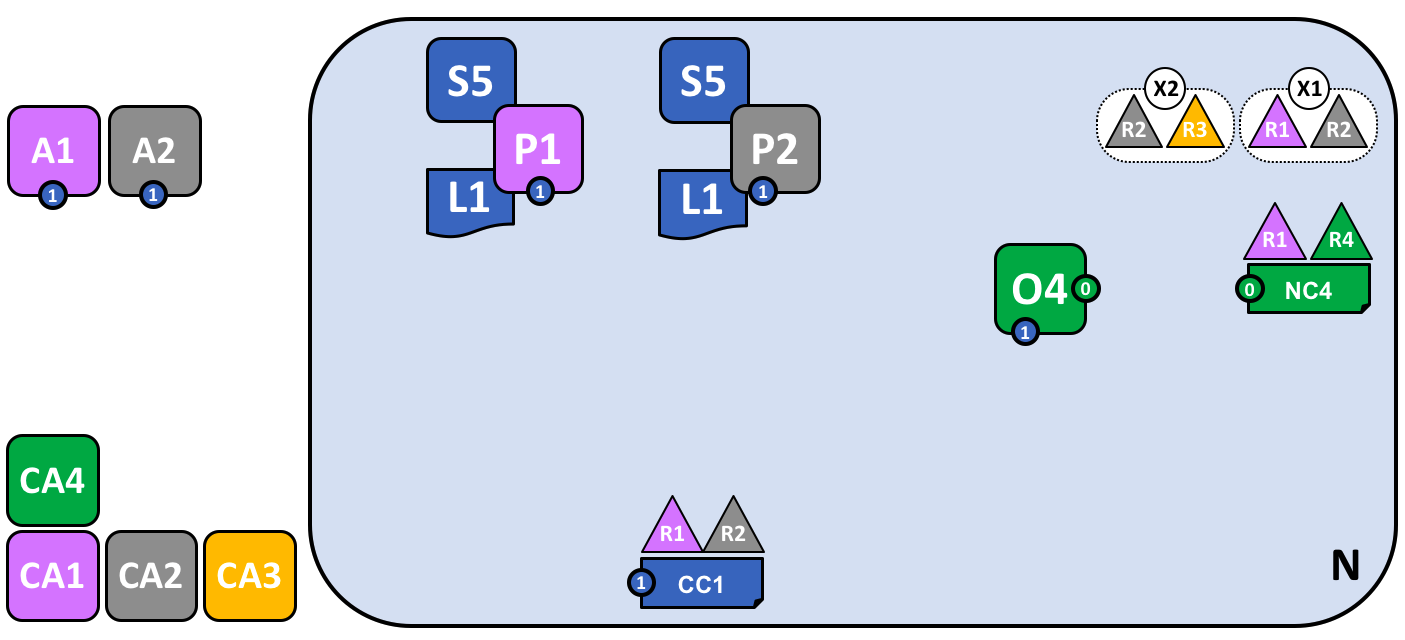 S5 S5
X2 X1
R2 R3 R1 R2
A1 A2 P1 P2
1 1 1 1
L1 L1
R1 R4
O4 0 0 NC4
1
CA4
R1 R2
CA1 CA2 CA3 1 CC1 N